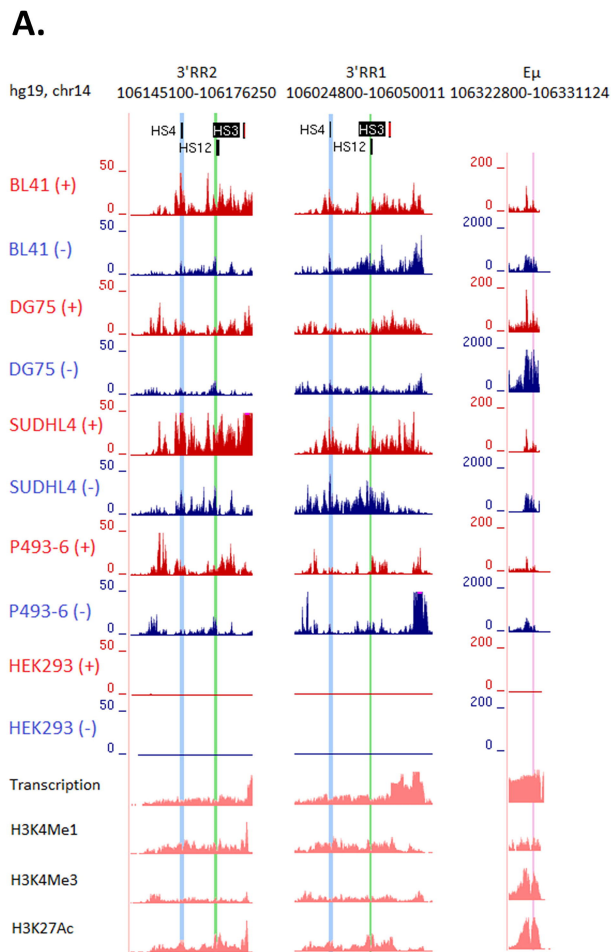 A.
3'RR2 3'RR1 Eμ
hg19, chr14 106145100-106176250 106024800-106050011 106322800-106331124
HS4 HS3 HS4 HS3
HS12 HS12
50 200
BL41 (+)
0 0
50 2000
BL41 (-)
0 0
50 200
DG75 (+)
0 0
50 2000
DG75 (-)
0 0
50 200
SUDHL4 (+)
0 0
50 2000
SUDHL4 (-)
0 0
50 200
P493-6 (+)
0 0
50 2000
P493-6 (-)
0 0
50 200
HEK293 (+)
0 0
50 200
HEK293 (-)
0 0
Transcription
H3K4Me1
H3K4Me3
H3K27Ac